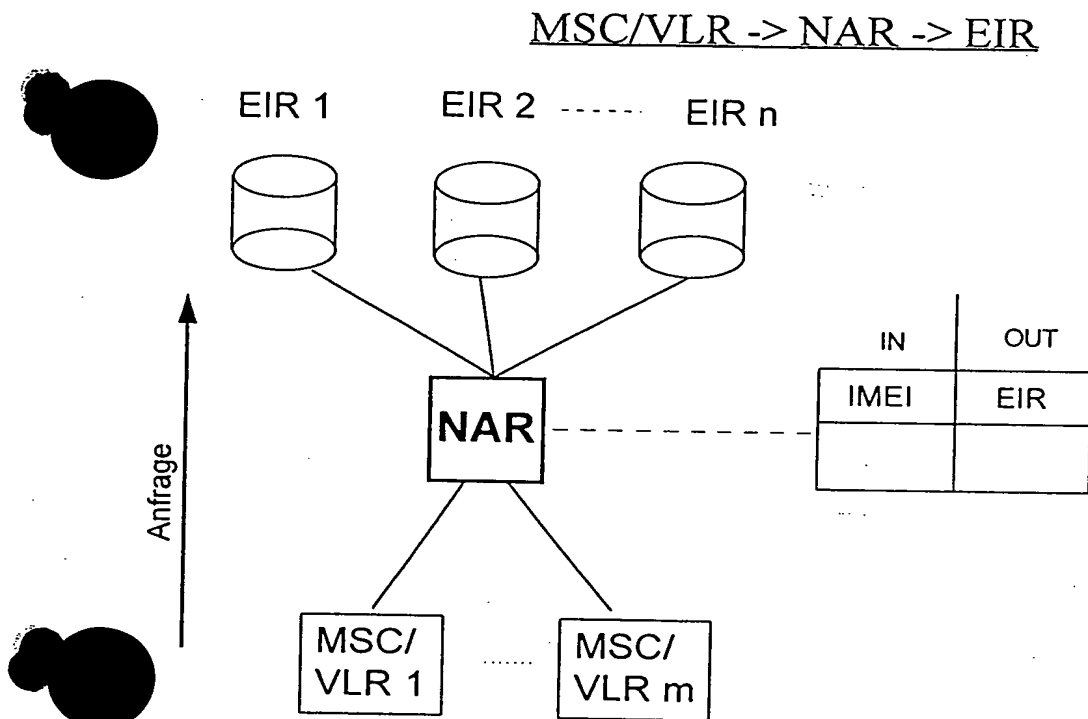 MSC/VLR -> NAR -> EIR
EIR 1 EIR 2 ------ EIR n
IN OUT
IMEI EIR
NAR
Anfrage
MSC/ MSC/
VLR 1 ........ VLR m